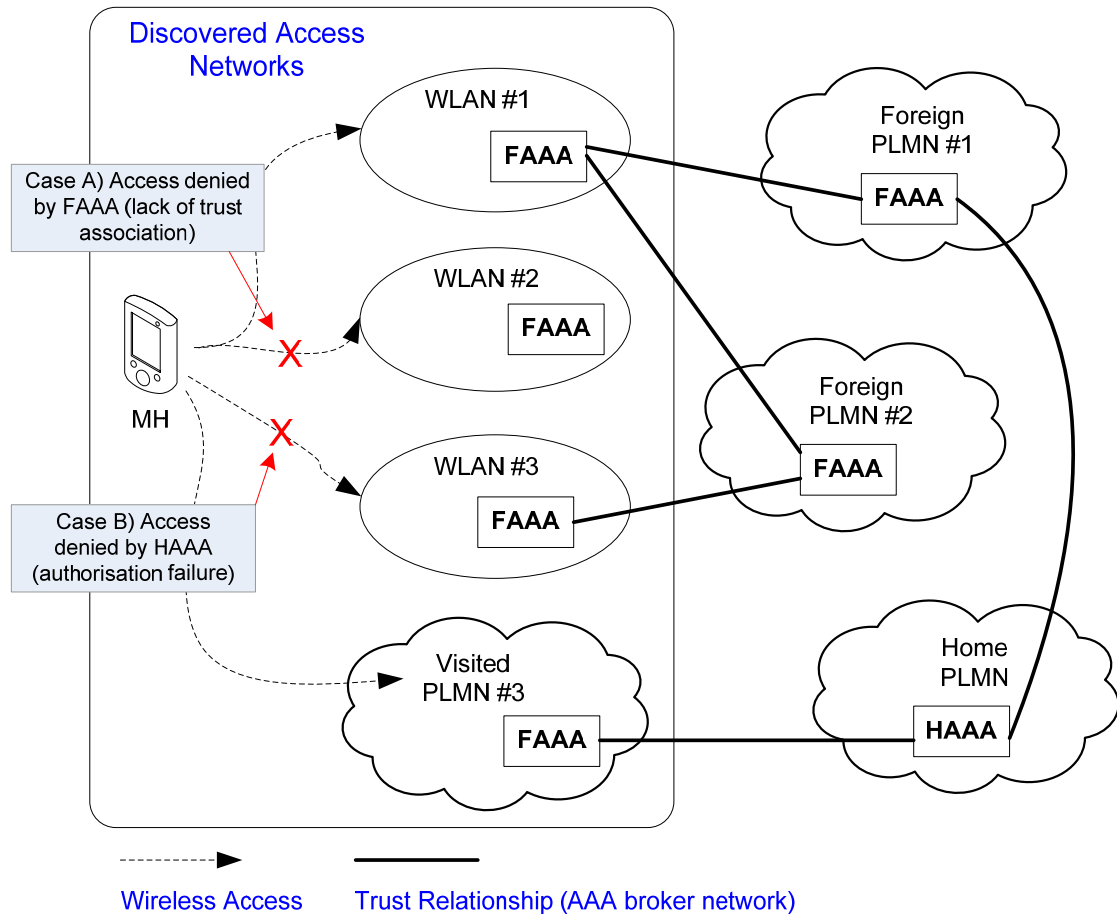 Discovered Access
Networks
WLAN #1
FAAA
Foreign
PLMN #1
FAAA
Case A) Access denied
by FAAA (lack of trust
association)
WLAN #2
FAAA
X
MH
Foreign
PLMN #2
FAAA
X
WLAN #3
FAAA
Case B) Access
denied by HAAA
(authorisation failure)
Visited
PLMN #3
FAAA
Home
PLMN
HAAA
Wireless Access
Trust Relationship (AAA broker network)